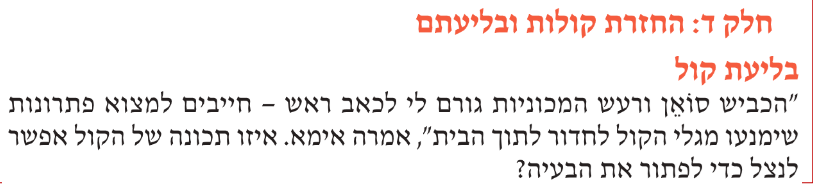 חלק ד: החזרת קולות ובליעתם
בליעת קול
"הכביש סוֹאֵן ורעש המכוניות גורם לי לכאב ראש – חייבים למצוא פתרונות
שימנעו מגלי הקול לחדור לתוך הבית", אמרה אימא. איזו תכונה של הקול אפשר
לנצל כדי לפתור את הבעיה?